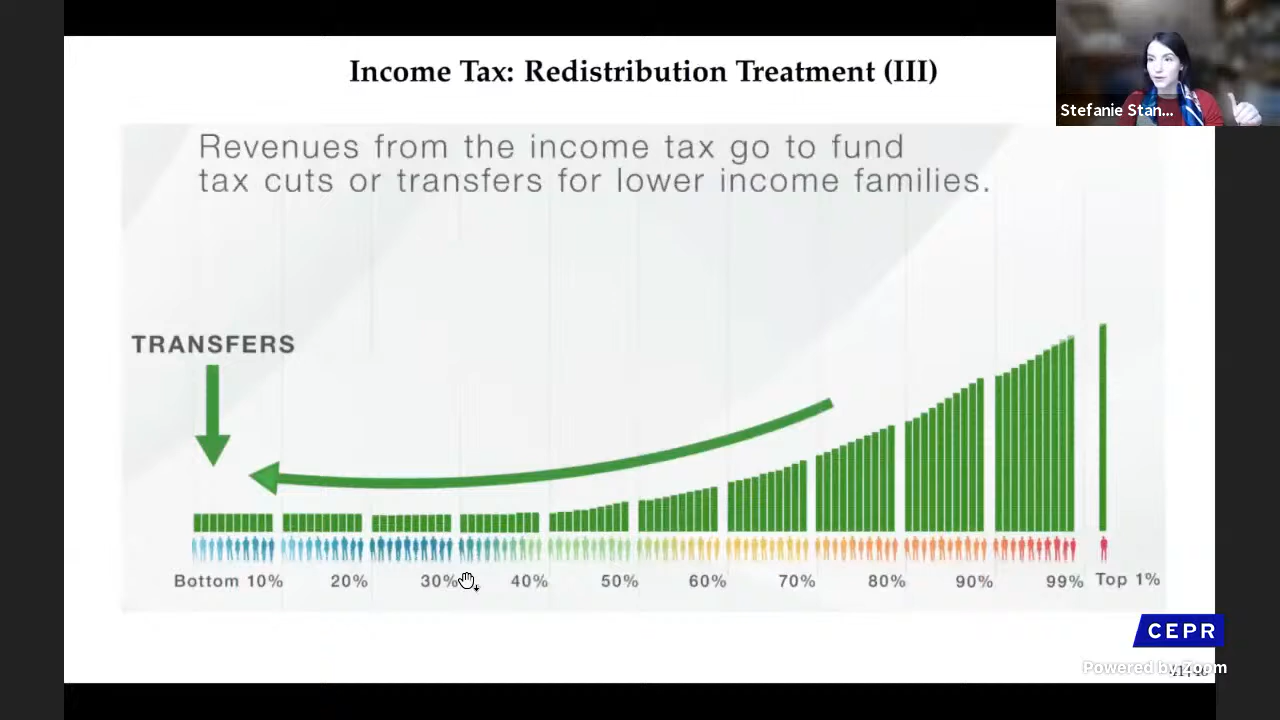 Income Tax: Redistribution Treatment (III)
Stefanie Stan...
Revenues from the income tax go to fund
tax cuts or transfers for lower income families.
TRANSFERS
Bottom 10% 20% 30% 40% 50% 60% 70% 80% 90% 99% Top 1%
CEPR
Powered by Zoom